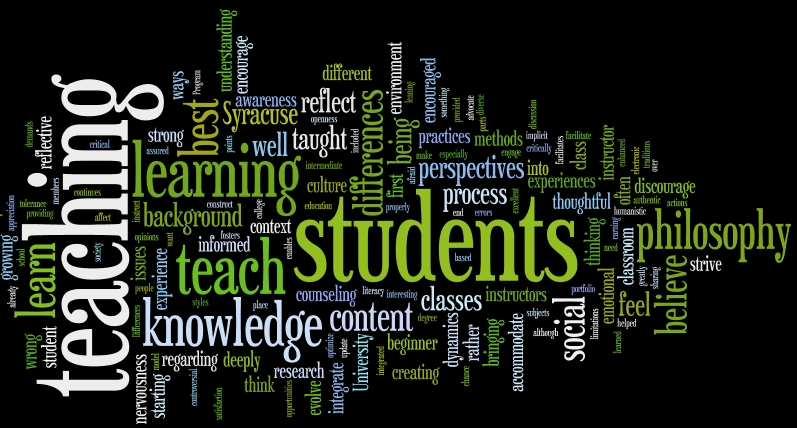 teaching
students
learning
knowledge
teach
philosophy
learn
content
social
believe
differences
best
background
process
perspectives
classes
feel
reflect
taught
Syracuse
well
being
strong
culture
context
informed
experience
issues
student
wrong
growing
reflective
ways
Program
understanding
encourage
awareness
different
openness
included
environment
encouraged
something
advocate
provided
diverse
parts
leaning
practices
methods
make
especially
engage
discussion
implicit
critically
facilitates
facilitate
class
instructor
enhanced
electronic
traditions
over
into
experiences
thoughtful
often
discourage
authentic
actions
humanistic
thinking
need
earning
classroom
greatly
sharing
strive
emotional
limitations
helped
learned
portfolio
although
subjects
accommodate
bringing
instructors
rather
dynamics
degree
beginner
creating
chance
integrated
interesting
literacy
counseling
University
update
optimize
integrate
evolve
opportunities
research
think
deeply
regarding
satisfaction
controversial
model
starting
nervousness
Differences
people
styles
place
want
opinions
fosters
enables
construct
instruct
college
education
intermediate
points
assured
critical
demands
members
continues
affect
society
tolerance
providing
appreciation
school
already
first
afraid
properly
end
errors
excellent
based